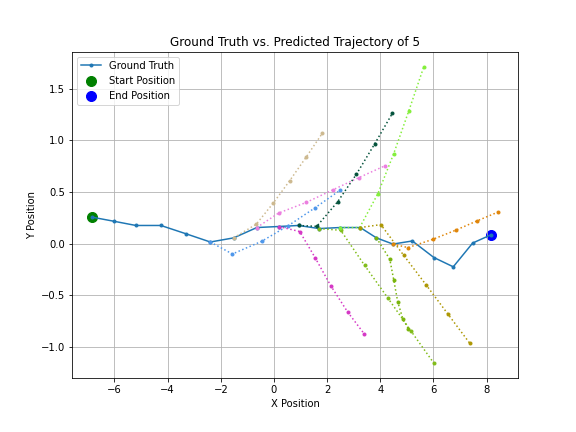 Ground Truth vs. Predicted Trajectory of 5
Ground Truth
Start Position
End Position
1.5
1.0
0.5
0.0
−0.5
−1.0
Y Position
−6
−4
−2
0
2
4
6
8
X Position